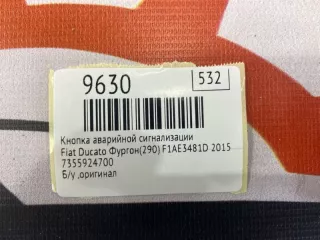 9630
532
Кнопка аварийной сигнализации
Fiat Ducato Фургон(290) F1AE3481D 2015
7355924700
Б/у ,оригинал